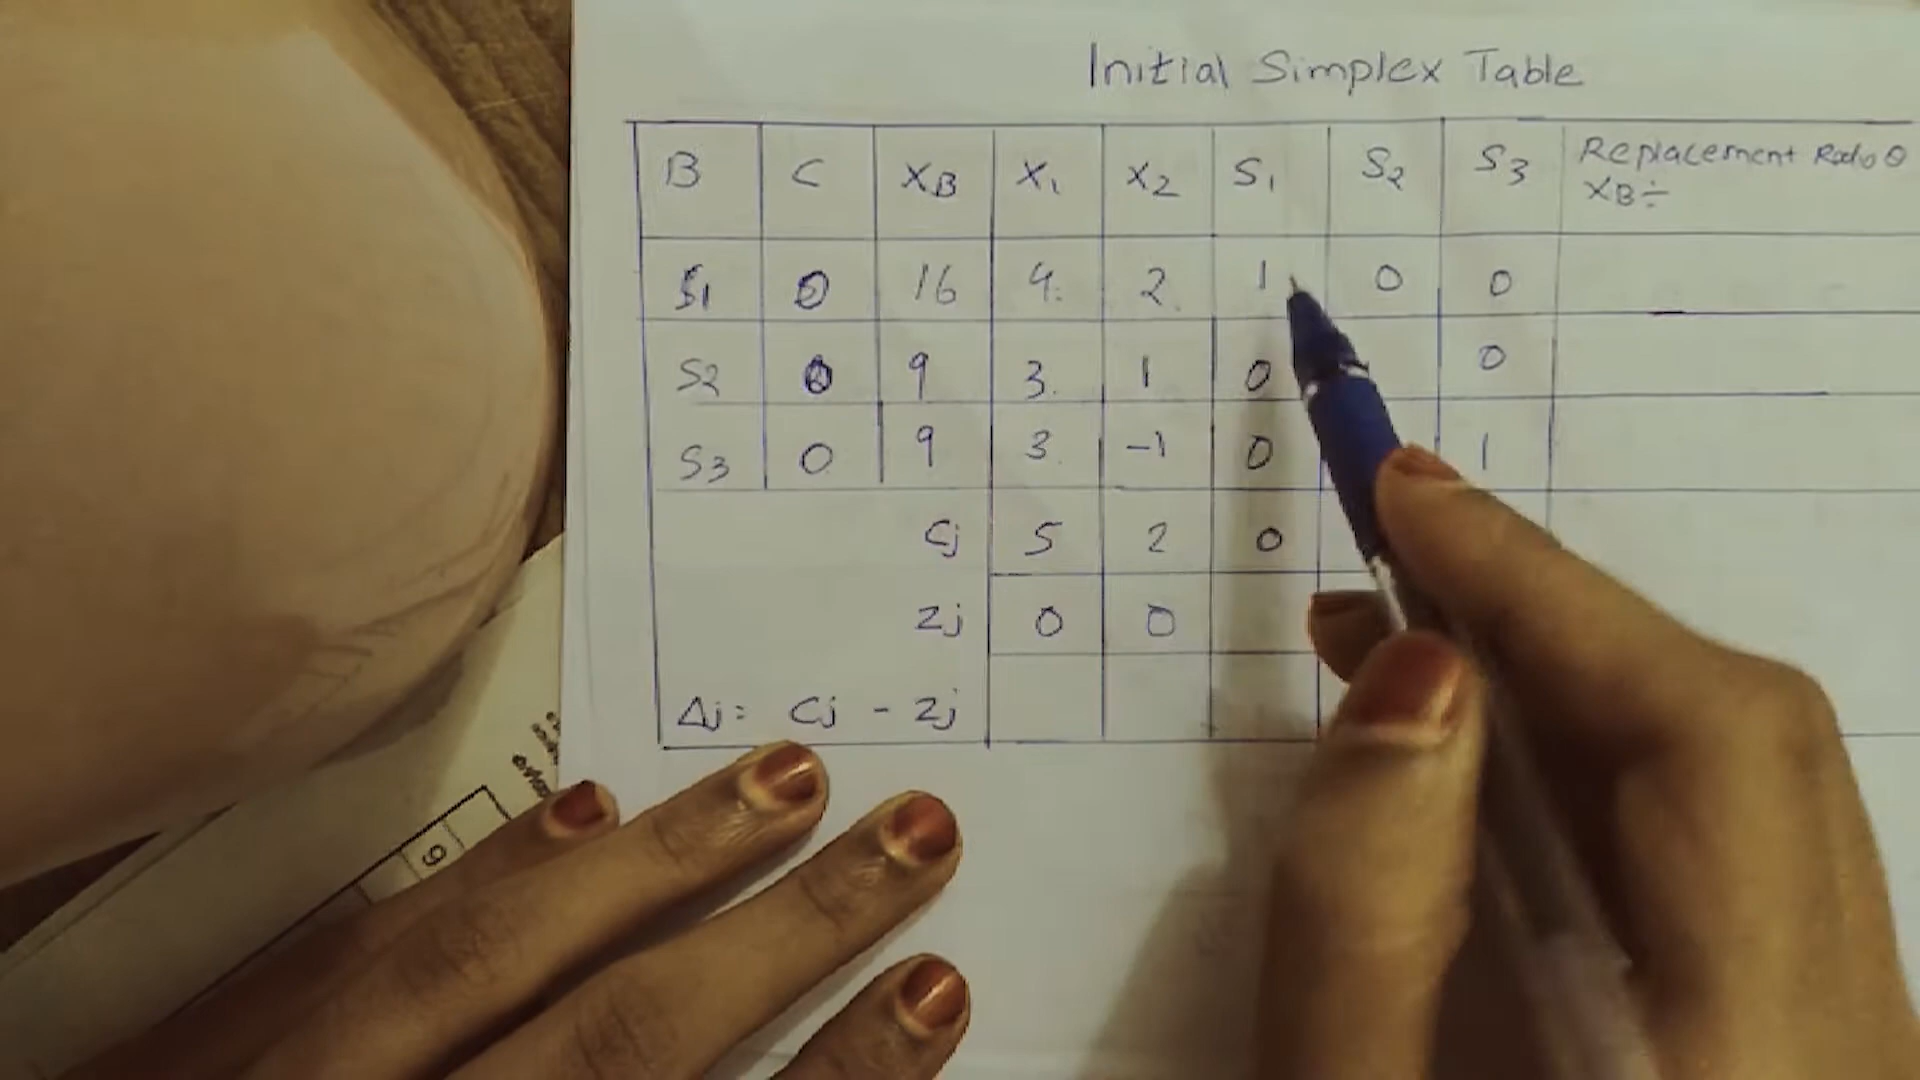 Initial Simplex Table
B C XB X1 X2 S1 S2 S3 Replacement Ratio θ
XB÷
S1 0 16 4 2 1 0 0
S2 0 9 3 1 0 0
S3 0 9 3 -1 0 1
Cj 5 2 0
Zj 0 0
Δj = Cj - Zj
6